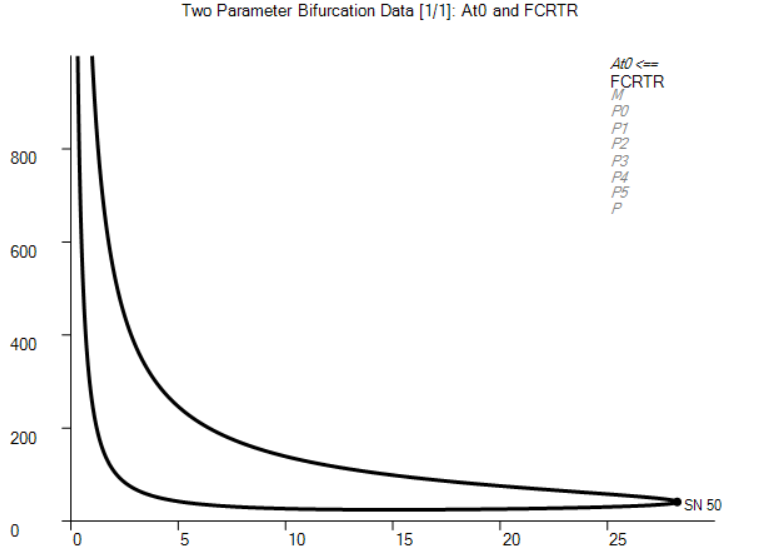 Two Parameter Bifurcation Data [1/1]: At0 and FCRTR
At0 <==
FCRTR
M
P0
P1
P2
P3
P4
P5
P
800
600
400
200
0
SN 50
0 5 10 15 20 25